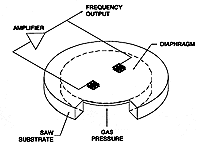 FREQUENCY
OUTPUT
AMPLIFIER
DIAPHRAGM
SAW
SUBSTRATE
GAS
PRESSURE